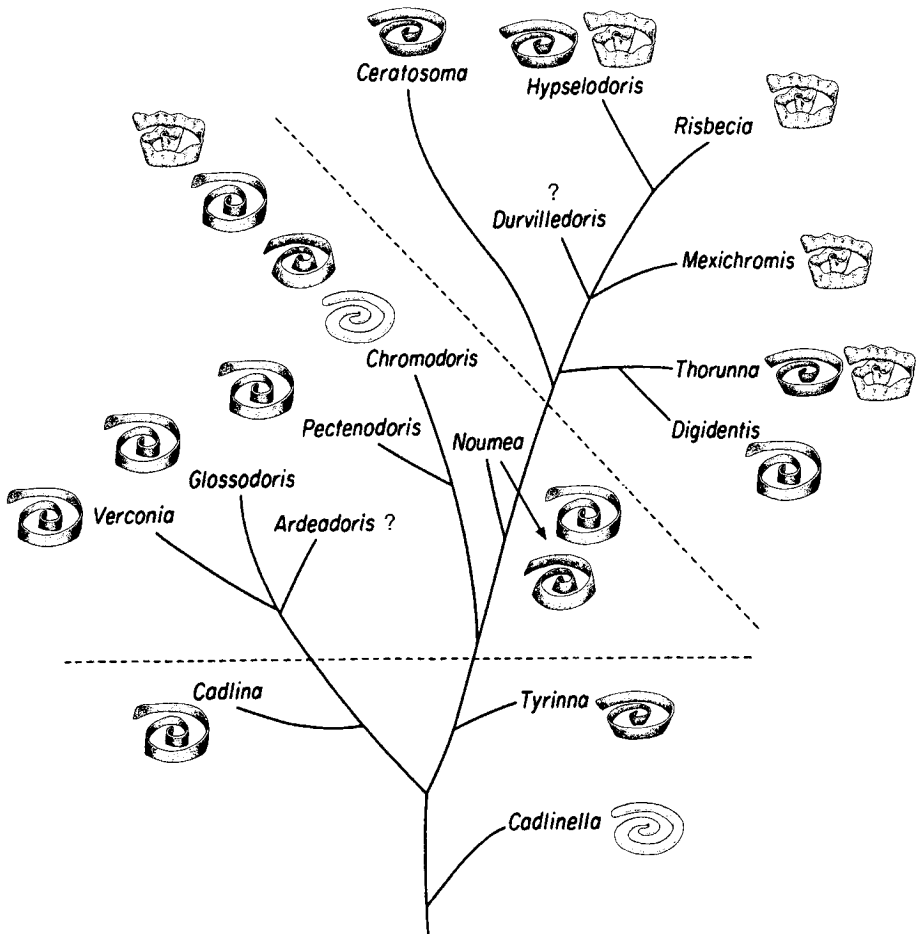 Ceratosoma
Hypselodoris
Risbecia
?
Durvilledoris
Mexichromis
Chromodoris
Thorunna
Pectenodoris
Noumea
Digidentis
Glossodoris
Verconia
Ardeadoris ?
Cadlina
Tyrinna
Cadlinella